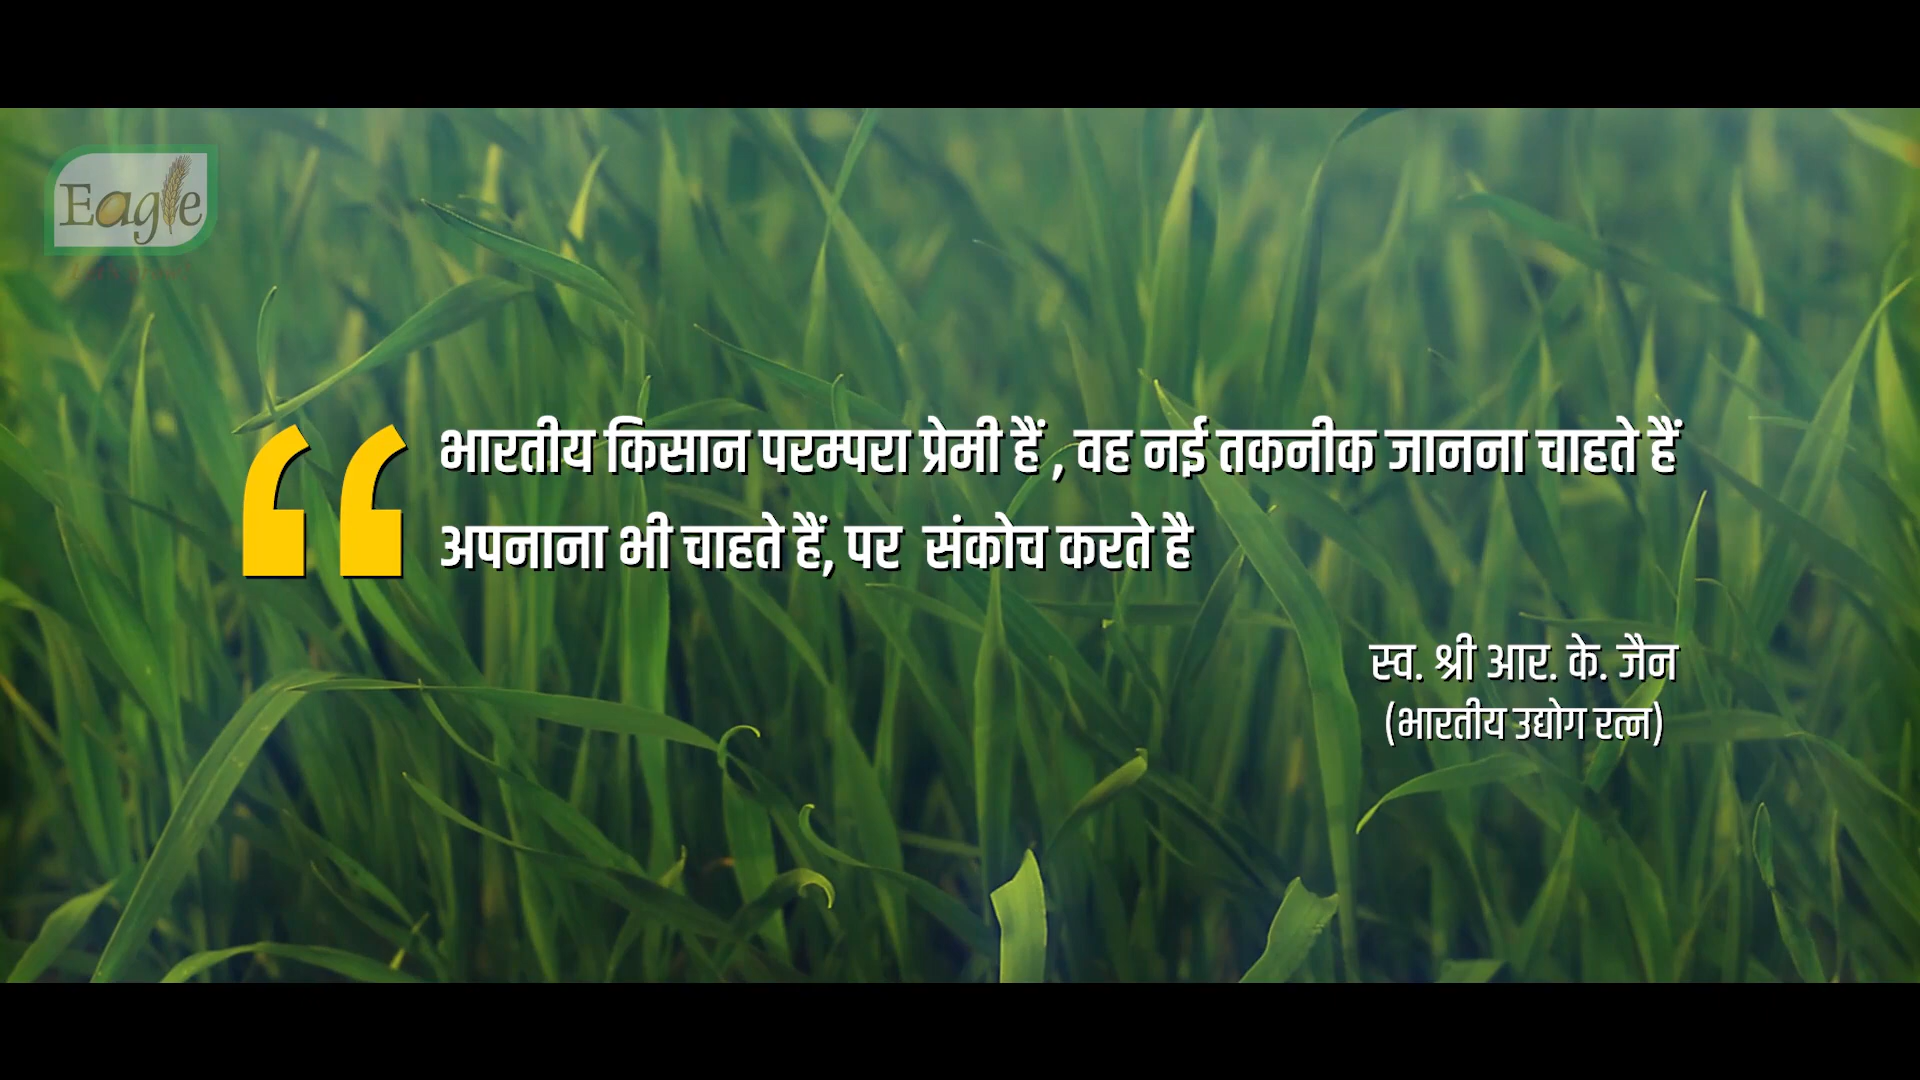 Eagle
भारतीय किसान परम्परा प्रेमी हैं , वह नई तकनीक जानना चाहते हैं
अपनाना भी चाहते हैं, पर  संकोच करते है
स्व. श्री आर. के. जैन
(भारतीय उद्योग रत्न)